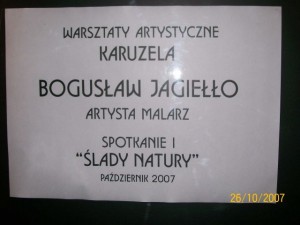 WARSZTATY ARTYSTYCZNE
KARUZELA
BOGUSŁAW JAGIEŁŁO
ARTYSTA MALARZ
SPOTKANIE I
"ŚLADY NATURY"
PAŹDZIERNIK 2007
26/10/2007